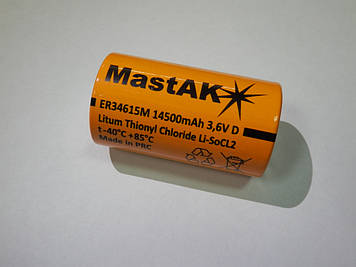 MastAK
ER34615M 14500mAh 3,6V D
Litum Thionyl Chloride Li-SoCL2
t-40°C +85°C
Made in PRC